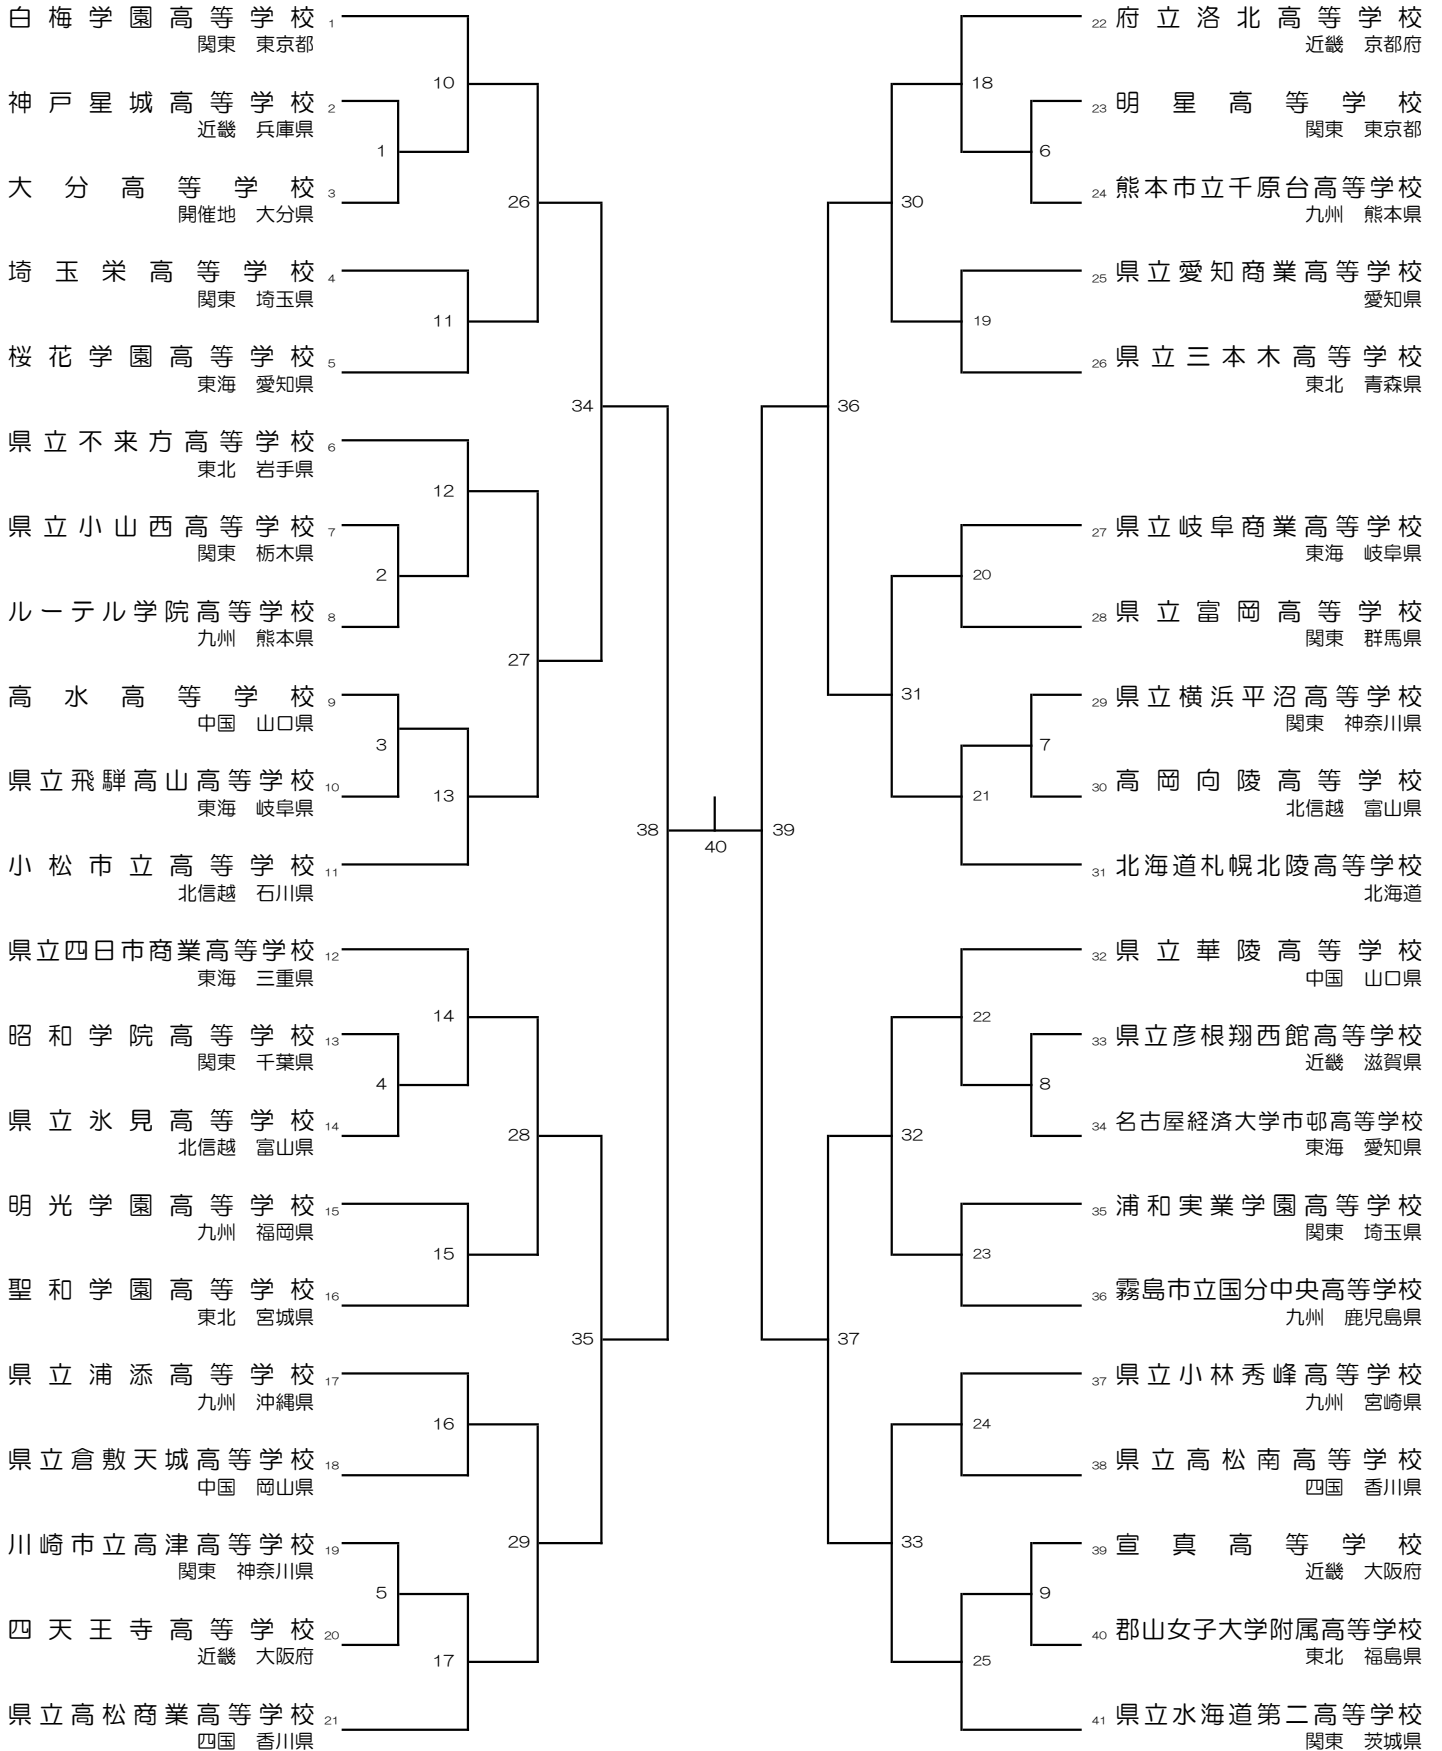 白梅学園高等学校 1
関東 東京都
神戸星城高等学校 2
近畿 兵庫県
大分高等学校 3
開催地 大分県
埼玉栄高等学校 4
関東 埼玉県
桜花学園高等学校 5
東海 愛知県
県立不来方高等学校 6
東北 岩手県
県立小山西高等学校 7
関東 栃木県
ルーテル学院高等学校 8
九州 熊本県
高水高等学校 9
中国 山口県
県立飛騨高山高等学校 10
東海 岐阜県
小松市立高等学校 11
北信越 石川県
県立四日市商業高等学校 12
東海 三重県
昭和学院高等学校 13
関東 千葉県
県立氷見高等学校 14
北信越 富山県
明光学園高等学校 15
九州 福岡県
聖和学園高等学校 16
東北 宮城県
県立浦添高等学校 17
九州 沖縄県
県立倉敷天城高等学校 18
中国 岡山県
川崎市立高津高等学校 19
関東 神奈川県
四天王寺高等学校 20
近畿 大阪府
県立高松商業高等学校 21
四国 香川県
1
2
3
4
5
10
11
12
13
14
15
16
17
26
27
28
29
34
35
38
40
39
36
37
30
31
32
33
18
19
20
21
22
23
24
25
6
7
8
9
22 府立洛北高等学校
近畿 京都府
23 明星高等学校
関東 東京都
24 熊本市立千原台高等学校
九州 熊本県
25 県立愛知商業高等学校
愛知県
26 県立三本木高等学校
東北 青森県
27 県立岐阜商業高等学校
東海 岐阜県
28 県立富岡高等学校
関東 群馬県
29 県立横浜平沼高等学校
関東 神奈川県
30 高岡向陵高等学校
北信越 富山県
31 北海道札幌北陵高等学校
北海道
32 県立華陵高等学校
中国 山口県
33 県立彦根翔西館高等学校
近畿 滋賀県
34 名古屋経済大学市邨高等学校
東海 愛知県
35 浦和実業学園高等学校
関東 埼玉県
36 霧島市立国分中央高等学校
九州 鹿児島県
37 県立小林秀峰高等学校
九州 宮崎県
38 県立高松南高等学校
四国 香川県
39 宣真高等学校
近畿 大阪府
40 郡山女子大学附属高等学校
東北 福島県
41 県立水海道第二高等学校
関東 茨城県